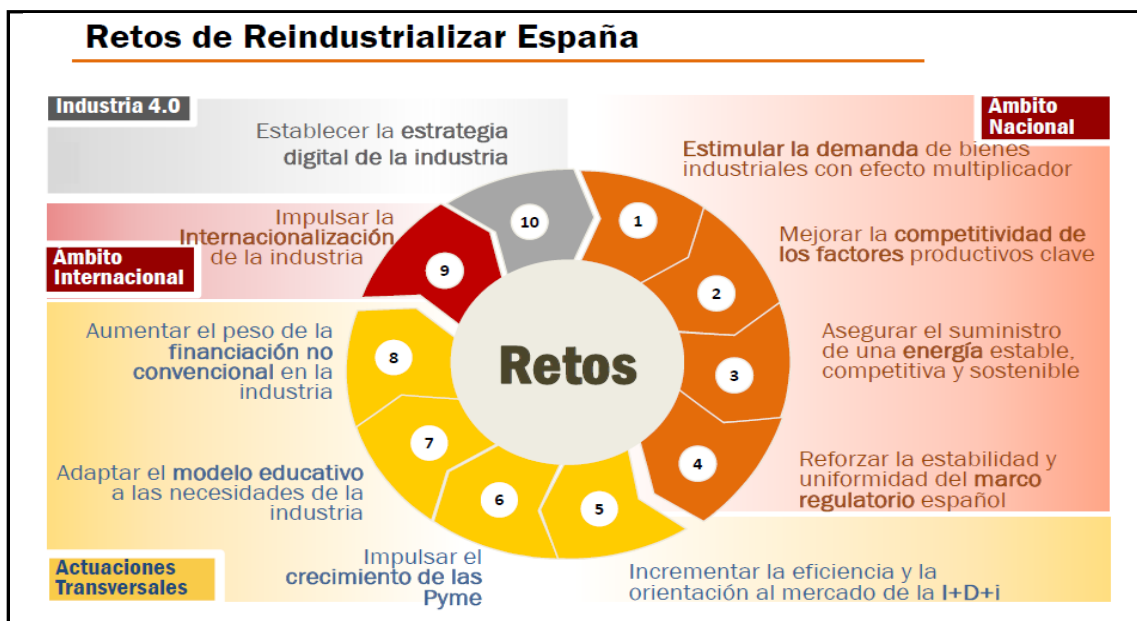 Retos de Reindustrializar España
Industria 4.0
Establecer la estrategia
digital de la industria
Ámbito
Nacional
Estimular la demanda de bienes
industriales con efecto multiplicador
Impulsar la
Internacionalización
de la industria
Ámbito
Internacional
Mejorar la competitividad de
los factores productivos clave
Aumentar el peso de la
financiación no
convencional en la
industria
Asegurar el suministro
de una energía estable,
competitiva y sostenible
Adaptar el modelo educativo
a las necesidades de la
industria
Reforzar la estabilidad y
uniformidad del marco
regulatorio español
Actuaciones
Transversales
Impulsar el
crecimiento de las
Pyme
Incrementar la eficiencia y la
orientación al mercado de la I+D+i
Retos
1
2
3
4
5
6
7
8
9
10